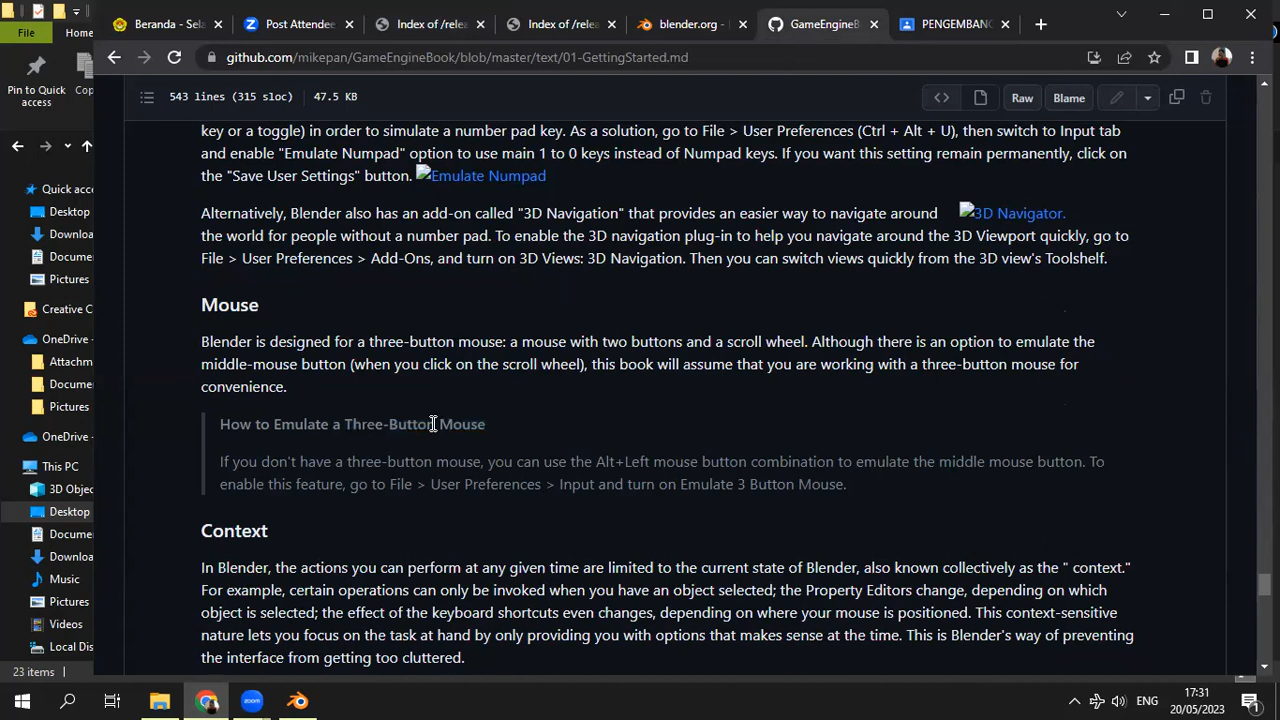 File
Home
Pin to Quick
access
Cop
Quick acce
Desktop
Downloa
Docume
Pictures
Creative C
OneDrive -
Attachm
Docume
Pictures
OneDrive -
This PC
3D Objec
Desktop
Docume
Downloa
Music
Pictures
Videos
Local Dis
23 items
Beranda - Sel
Post Attendee
Index of /relea
Index of /relea
blender.org -
GameEngineB
PENGEMBANG
github.com/mikepan/GameEngineBook/blob/master/text/01-GettingStarted.md
543 lines (315 sloc) 47.5 KB
Raw
Blame
key or a toggle) in order to simulate a number pad key. As a solution, go to File > User Preferences (Ctrl + Alt + U), then switch to Input tab
and enable "Emulate Numpad" option to use main 1 to 0 keys instead of Numpad keys. If you want this setting remain permanently, click on
the "Save User Settings" button. Emulate Numpad
Alternatively, Blender also has an add-on called "3D Navigation" that provides an easier way to navigate around 3D Navigator.
the world for people without a number pad. To enable the 3D navigation plug-in to help you navigate around the 3D Viewport quickly, go to
File > User Preferences > Add-Ons, and turn on 3D Views: 3D Navigation. Then you can switch views quickly from the 3D view's Toolshelf.
Mouse
Blender is designed for a three-button mouse: a mouse with two buttons and a scroll wheel. Although there is an option to emulate the
middle-mouse button (when you click on the scroll wheel), this book will assume that you are working with a three-button mouse for
convenience.
How to Emulate a Three-Button Mouse
If you don't have a three-button mouse, you can use the Alt+Left mouse button combination to emulate the middle mouse button. To
enable this feature, go to File > User Preferences > Input and turn on Emulate 3 Button Mouse.
Context
In Blender, the actions you can perform at any given time are limited to the current state of Blender, also known collectively as the " context."
For example, certain operations can only be invoked when you have an object selected; the Property Editors change, depending on which
object is selected; the effect of the keyboard shortcuts even changes, depending on where your mouse is positioned. This context-sensitive
nature lets you focus on the task at hand by only providing you with options that makes sense at the time. This is Blender's way of preventing
the interface from getting too cluttered.
zoom
ENG
17:31
20/05/2023
1